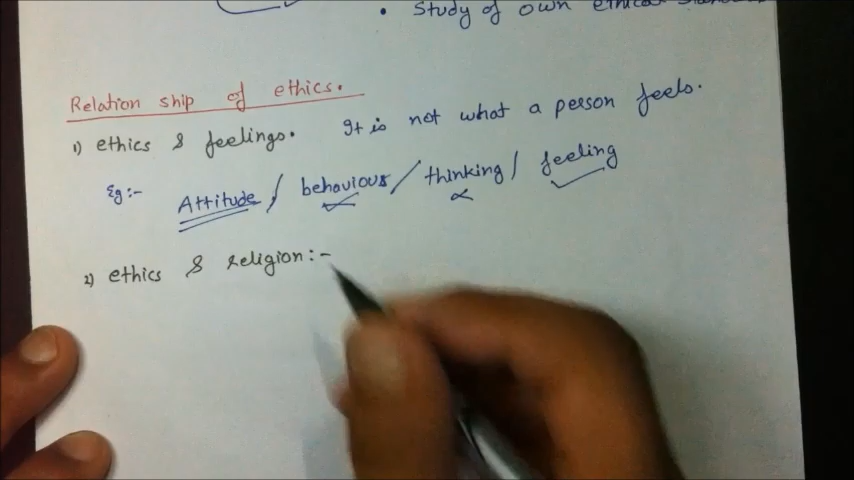 • Study of own ethical
Relation ship of ethics.
1) ethics & feelings. It is not what a person feels.
Eg:- Attitude / behaviour / thinking / feeling
2) ethics & religion:-